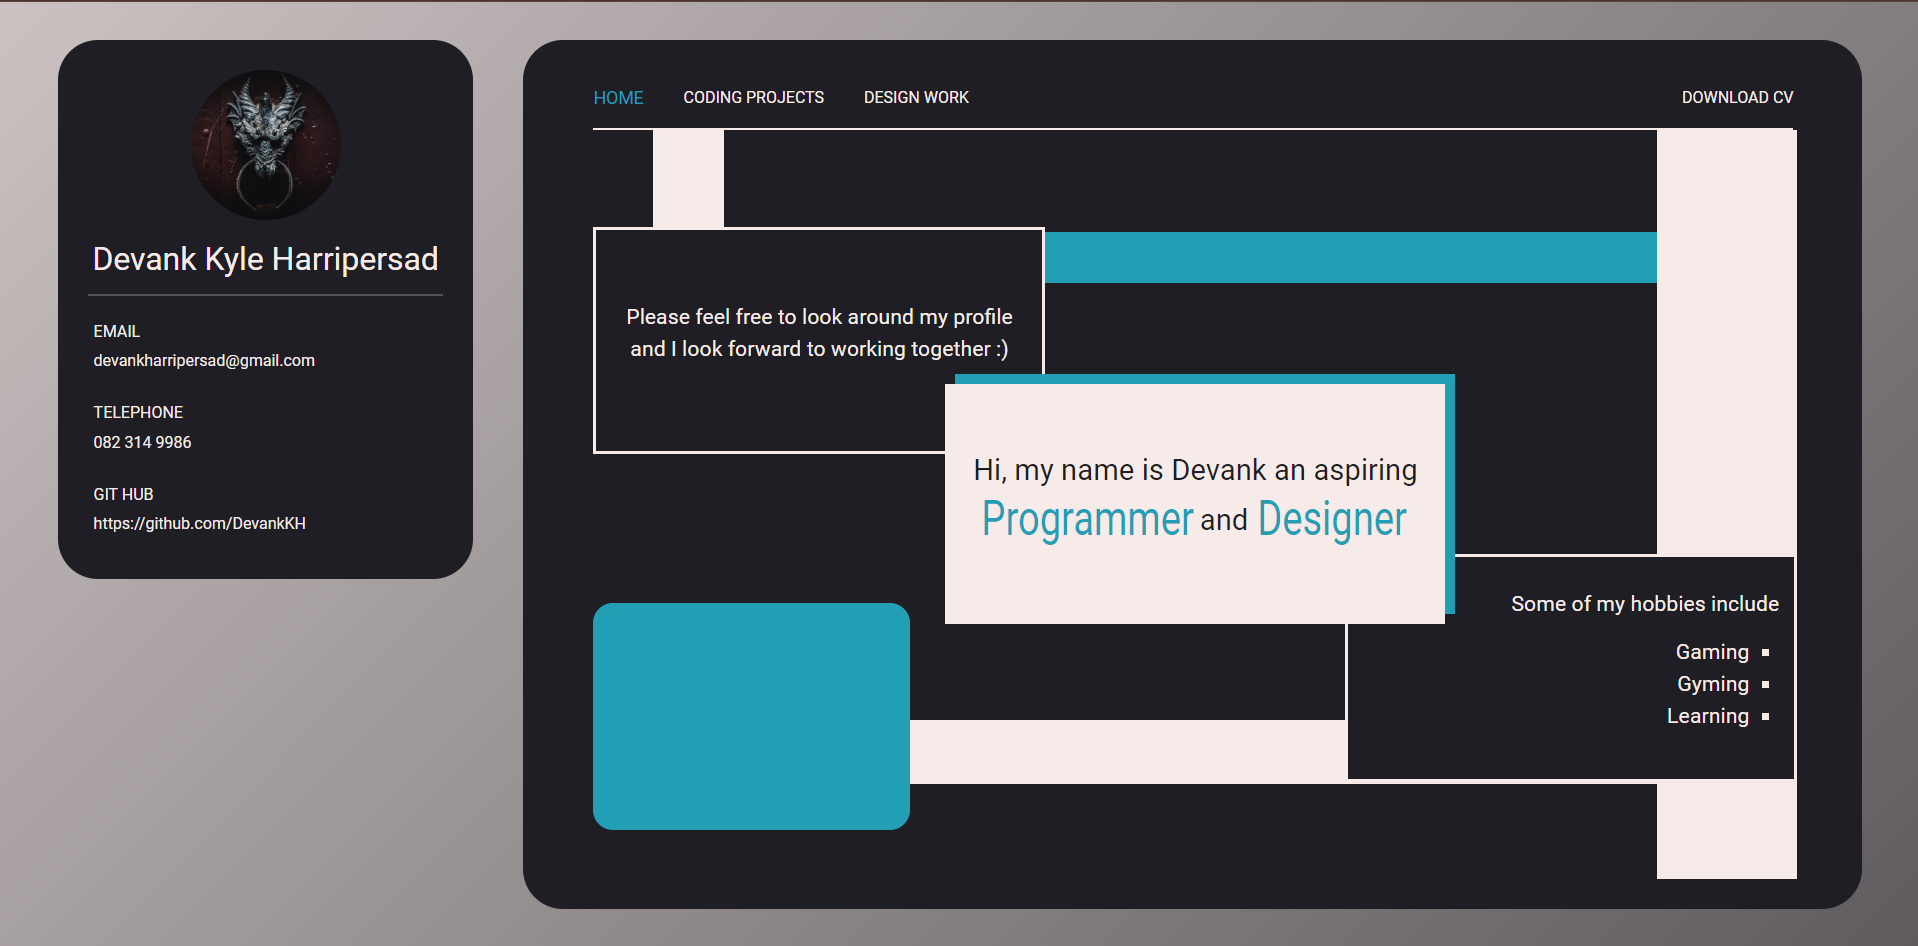 Devank Kyle Harripersad
EMAIL
devankharripersad@gmail.com
TELEPHONE
082 314 9986
GIT HUB
https://github.com/DevankKH
HOME
CODING PROJECTS
DESIGN WORK
DOWNLOAD CV
Please feel free to look around my profile
and I look forward to working together :)
Hi, my name is Devank an aspiring
Programmer and Designer
Some of my hobbies include
Gaming
Gyming
Learning